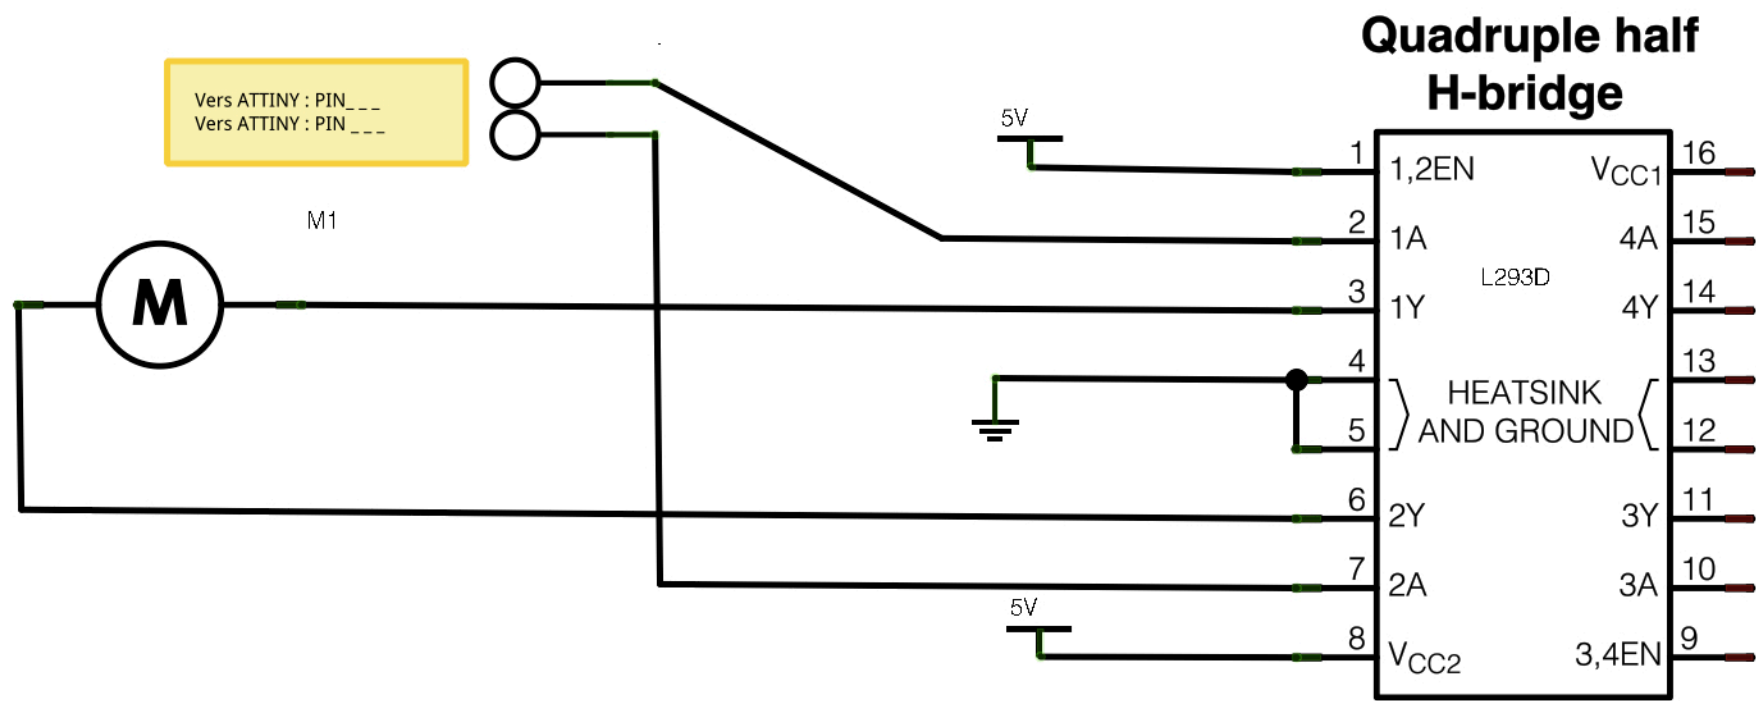 Quadruple half
H-bridge
Vers ATTINY : PIN_ _ _
Vers ATTINY : PIN _ _ _
M1
M
5V
1
2
3
4
5
6
7
8
1,2EN
1A
1Y
2Y
2A
VCC2
L293D
HEATSINK
AND GROUND
VCC1
4A
4Y
3Y
3A
3,4EN
16
15
14
13
12
11
10
9
5V